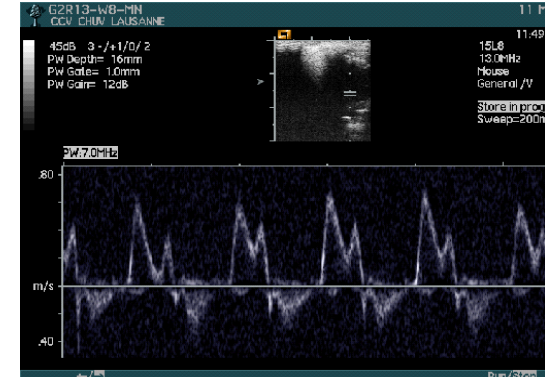 G2R13-W8-MN 11 M
CCV CHUV LAUSANNE
11:49
45dB 3 -/+1/0/ 2
PW Depth= 16mm
PW Gate= 1.0mm
PW Gain= 12dB
15L8
13.0MHz
Mouse
General /V
Store in prog
Sweep=200m
PW:7.0MHz
.80
m/s
.40
Run/Stop